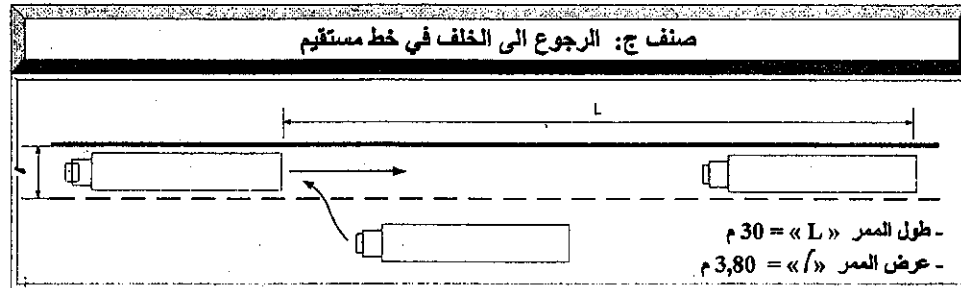 صنف ج: الرجوع الى الخلف في خط مستقيم
L
- طول الممر « L » = 30 م
- عرض الممر « l » = 3,80 م